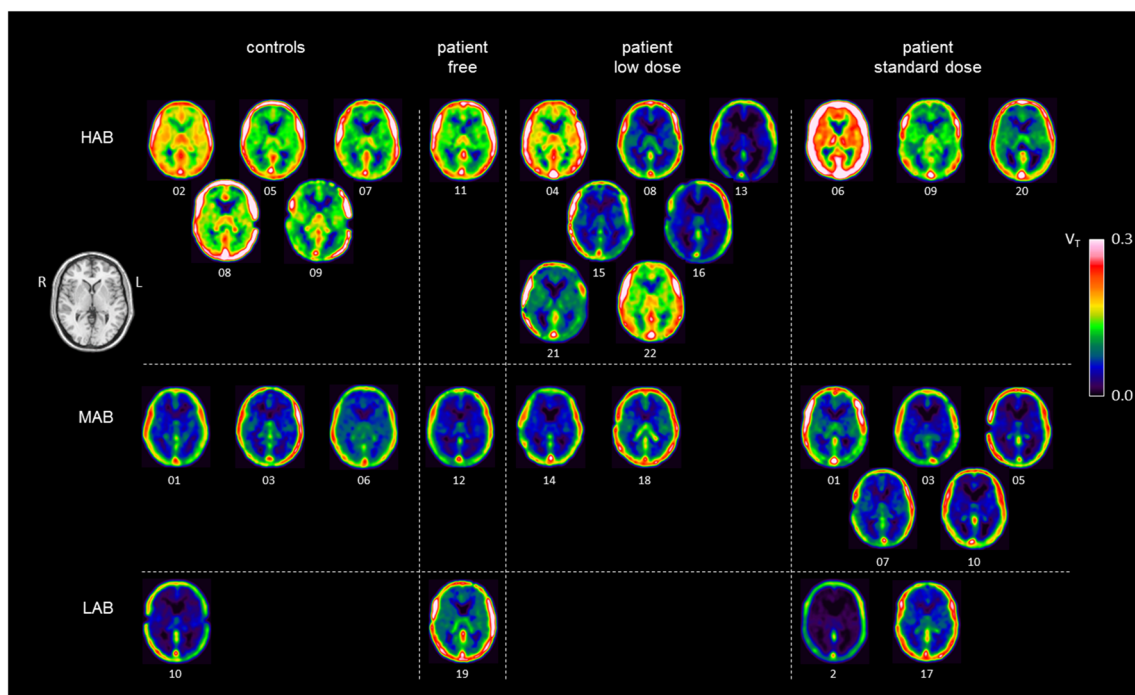 controls
patient
free
patient
low dose
patient
standard dose
HAB
02 05 07 11 04 08 13 06 09 20
08 09 15 16
21 22
R L
V_T 0.3
0.0
MAB
01 03 06 12 14 18 01 03 05
07 10
LAB
10 19 2 17